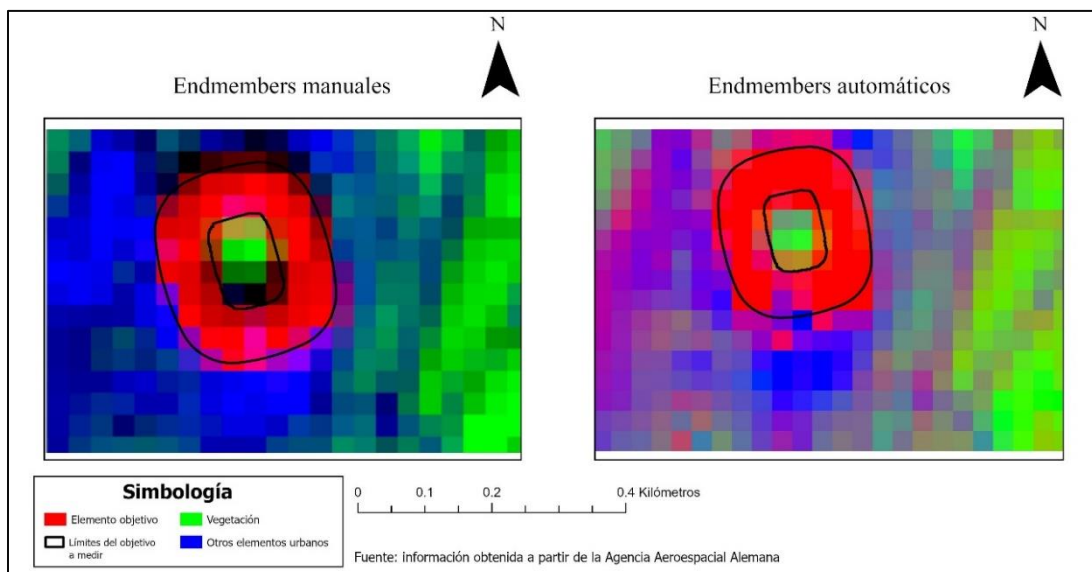 N
N
Endmembers manuales
Endmembers automáticos
Simbología
Elemento objetivo
Vegetación
Límites del objetivo
a medir
Otros elementos urbanos
0 0.1 0.2 0.4 Kilómetros
Fuente: información obtenida a partir de la Agencia Aeroespacial Alemana